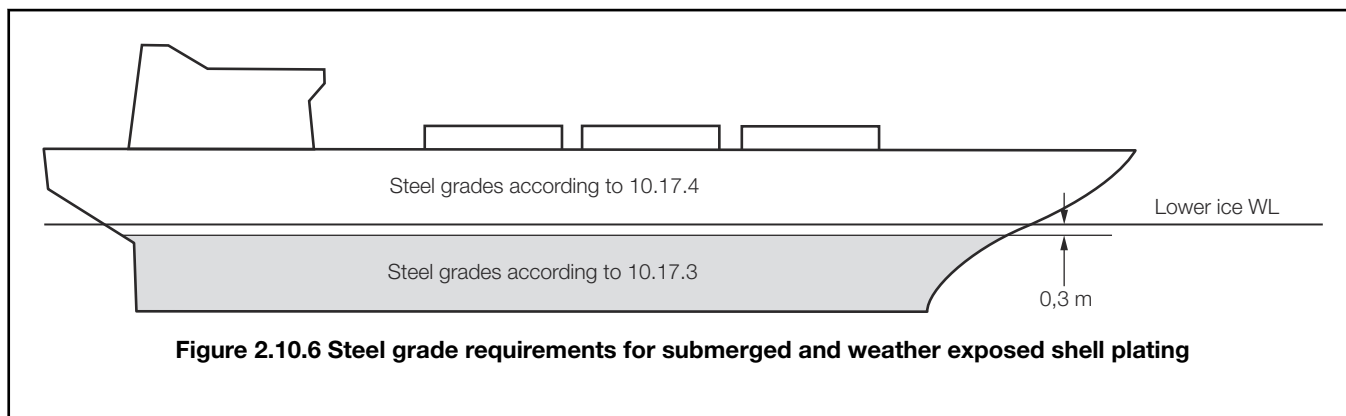 Steel grades according to 10.17.4
Lower ice WL
Steel grades according to 10.17.3
0,3 m
Figure 2.10.6 Steel grade requirements for submerged and weather exposed shell plating